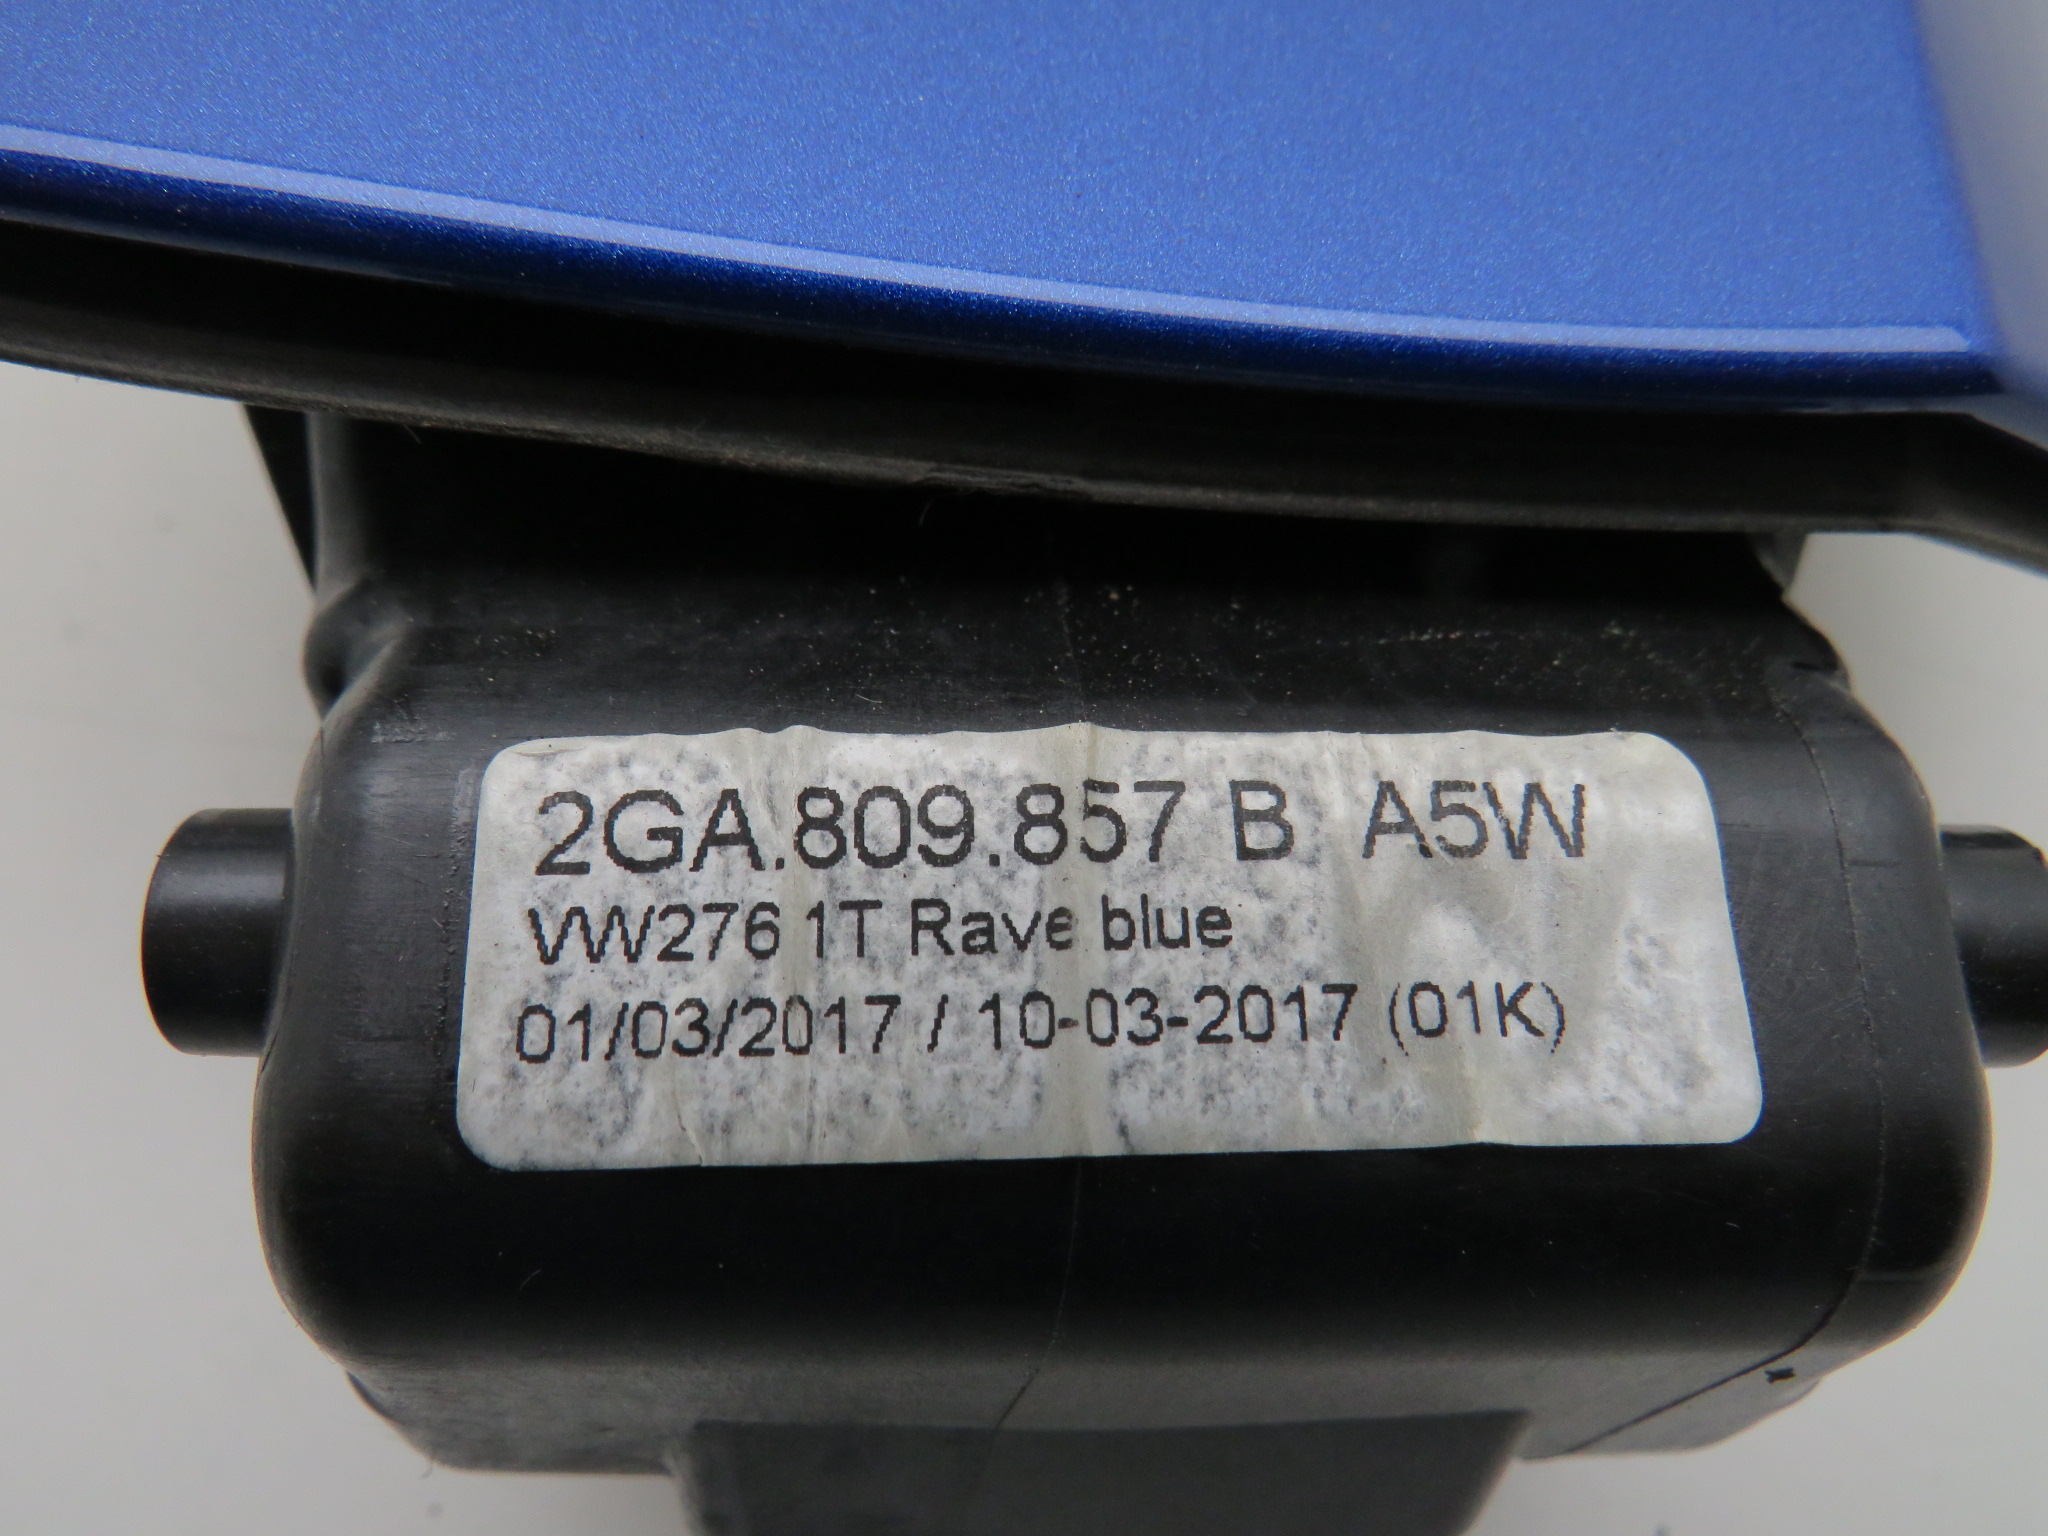 2GA.809.857 B A5W
VW276 1T Rave blue
01/03/2017 / 10-03-2017 (01K)